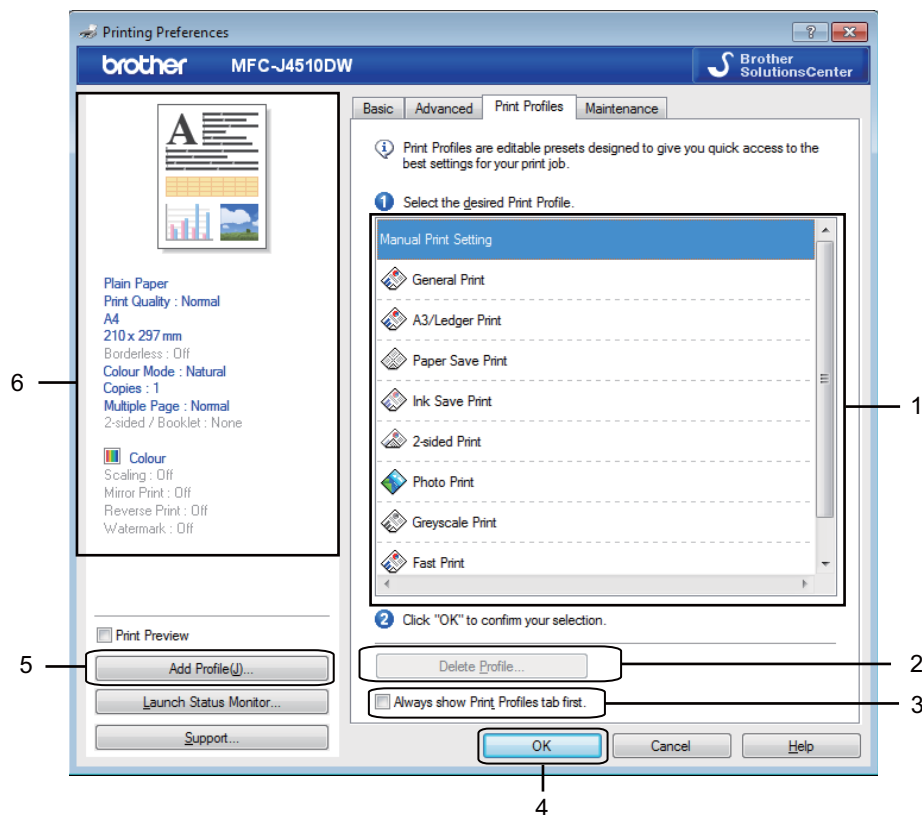 Printing Preferences
brother MFC-J4510DW
Brother
SolutionsCenter
A
Plain Paper
Print Quality : Normal
A4
210 x 297 mm
Borderless : Off
Colour Mode : Natural
Copies : 1
Multiple Page : Normal
2-sided / Booklet : None
Colour
Scaling : Off
Mirror Print : Off
Reverse Print : Off
Watermark : Off
6
Print Preview
Add Profile(J)...
5
Launch Status Monitor...
Support...
Basic Advanced Print Profiles Maintenance
Print Profiles are editable presets designed to give you quick access to the
best settings for your print job.
1 Select the desired Print Profile.
Manual Print Setting
General Print
A3/Ledger Print
Paper Save Print
Ink Save Print
2-sided Print
Photo Print
Greyscale Print
Fast Print
1
2 Click "OK" to confirm your selection.
Delete Profile...
2
Always show Print Profiles tab first.
3
OK Cancel Help
4